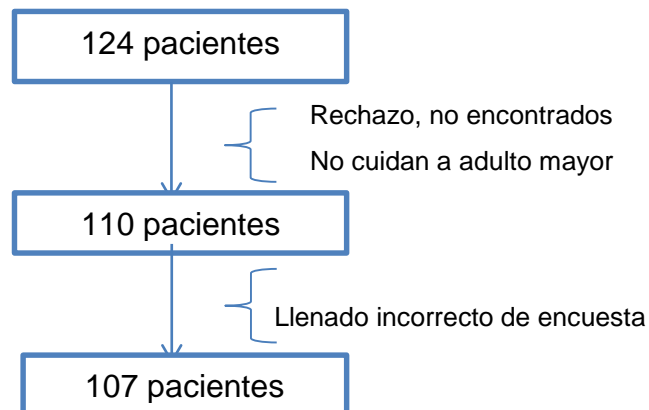 124 pacientes
Rechazo, no encontrados
No cuidan a adulto mayor
110 pacientes
Llenado incorrecto de encuesta
107 pacientes